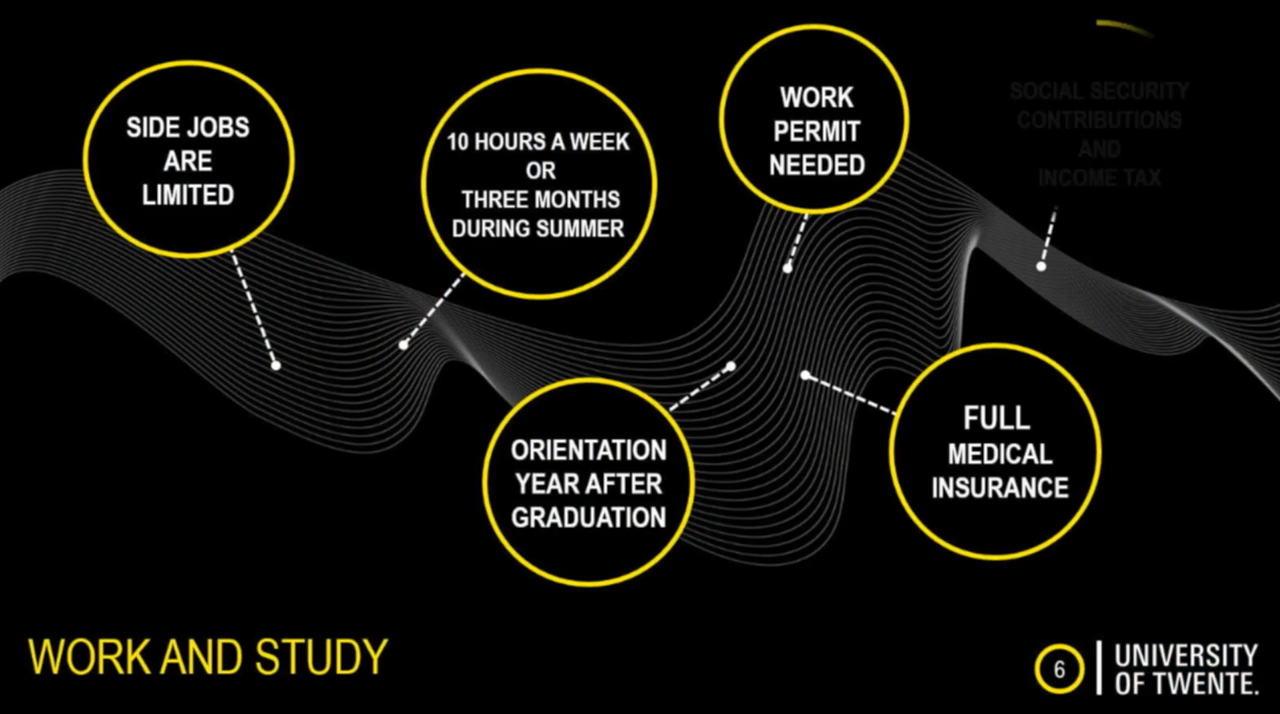 SIDE JOBS
ARE
LIMITED
10 HOURS A WEEK
OR
THREE MONTHS
DURING SUMMER
WORK
PERMIT
NEEDED
SOCIAL SECURITY
CONTRIBUTIONS
AND
INCOME TAX
ORIENTATION
YEAR AFTER
GRADUATION
FULL
MEDICAL
INSURANCE
WORK AND STUDY
6
UNIVERSITY
OF TWENTE.